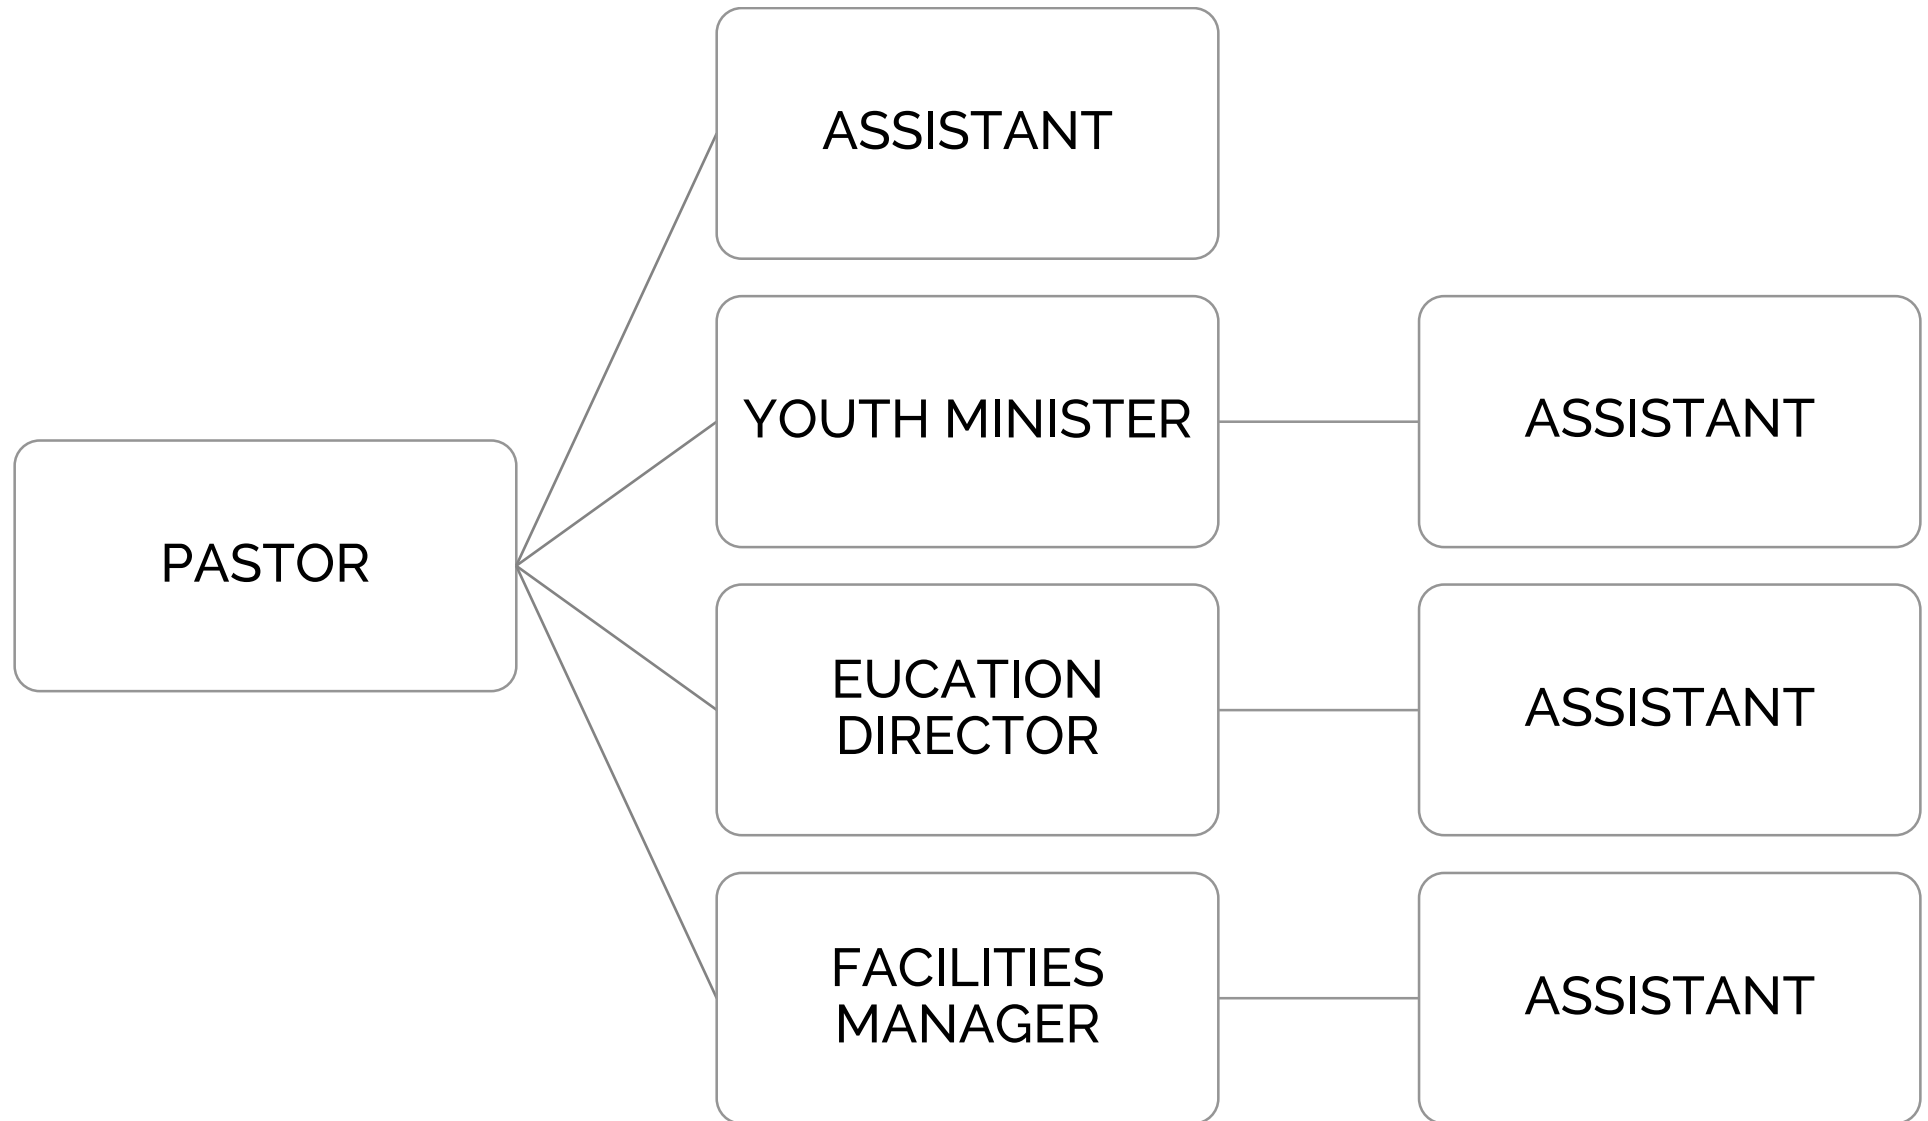 PASTOR
ASSISTANT
YOUTH MINISTER
ASSISTANT
EUCATION
DIRECTOR
ASSISTANT
FACILITIES
MANAGER
ASSISTANT